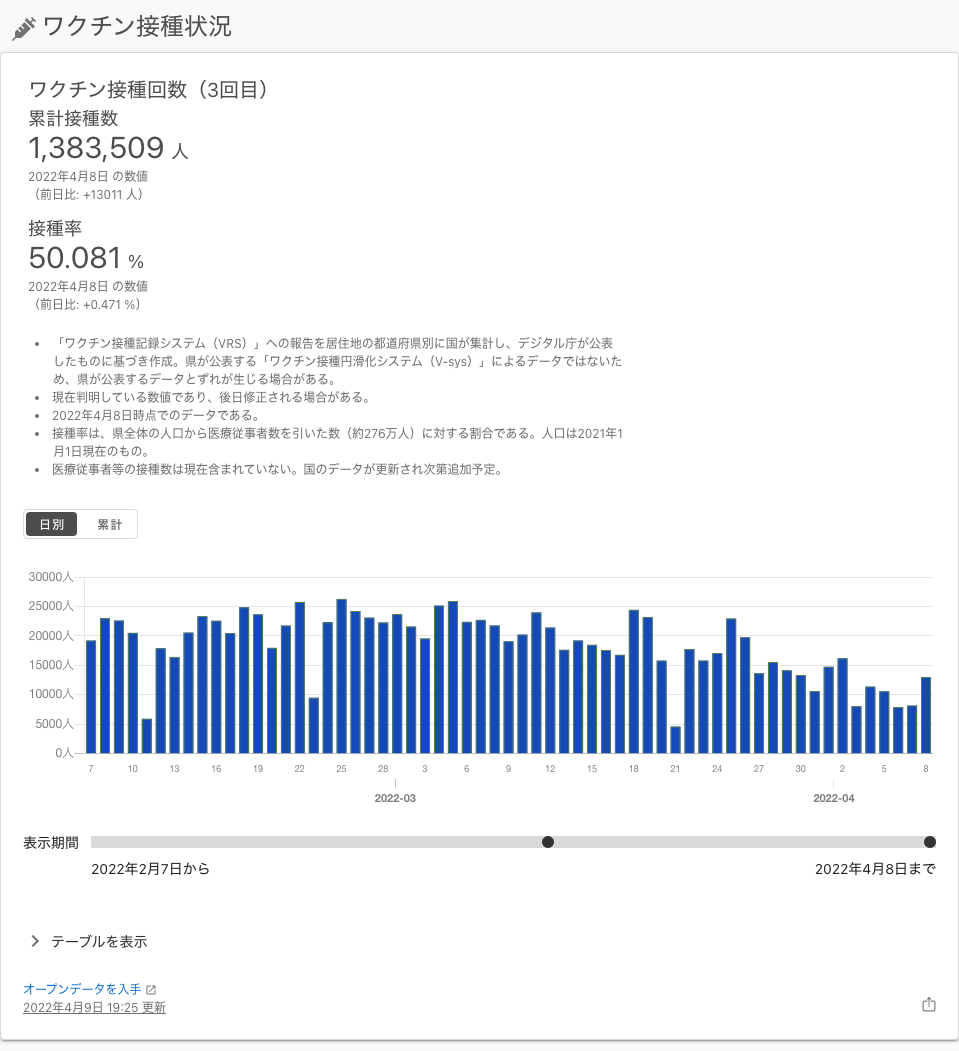 ワクチン接種状況
ワクチン接種回数（3回目）
累計接種数
1,383,509 人
2022年4月8日 の数値
（前日比: +13011 人）
接種率
50.081 %
2022年4月8日 の数値
（前日比: +0.471 %）
• 「ワクチン接種記録システム（VRS）」への報告を居住地の都道府県別に国が集計し、デジタル庁が公表
したものに基づき作成。県が公表する「ワクチン接種円滑化システム（V-sys）」によるデータではないた
め、県が公表するデータとずれが生じる場合がある。
• 現在判明している数値であり、後日修正される場合がある。
• 2022年4月8日時点でのデータである。
• 接種率は、県全体の人口から医療従事者数を引いた数（約276万人）に対する割合である。人口は2021年1
月1日現在のもの。
• 医療従事者等の接種数は現在含まれていない。国のデータが更新され次第追加予定。
日別 累計
30000人
25000人
20000人
15000人
10000人
5000人
0人
7 10 13 16 19 22 25 28 3 6 9 12 15 18 21 24 27 30 2 5 8
2022-03 2022-04
表示期間
2022年2月7日から 2022年4月8日まで
テーブルを表示
オープンデータを入手
2022年4月9日 19:25 更新